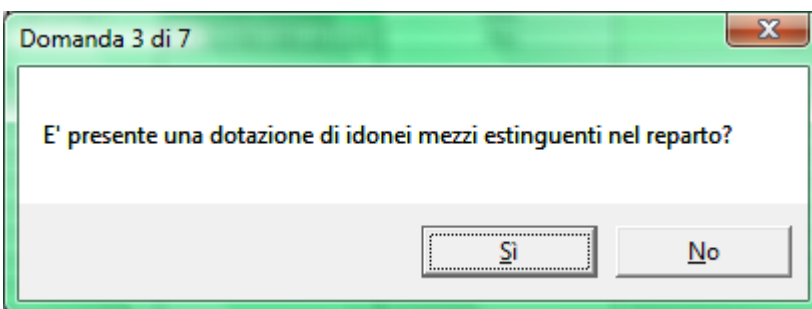 Domanda 3 di 7
E' presente una dotazione di idonei mezzi estinguenti nel reparto?
Sì
No